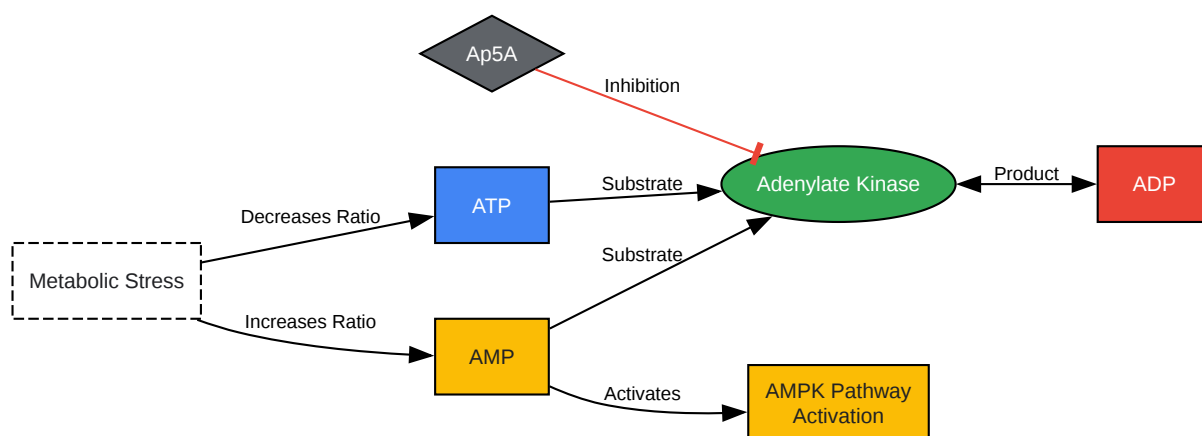 Ap5A
Inhibition
ATP
Substrate
Adenylate Kinase
Product
ADP
Decreases Ratio
Metabolic Stress
Substrate
Increases Ratio
AMP
Activates
AMPK Pathway
Activation